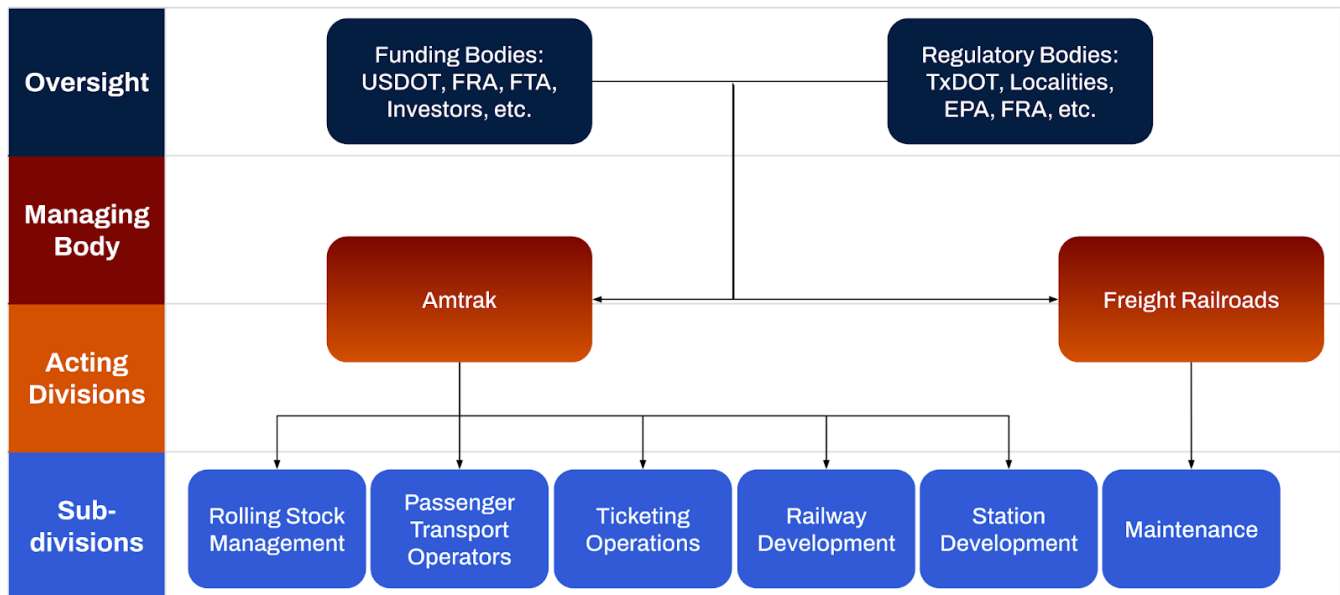 Oversight
Funding Bodies:
USDOT, FRA, FTA,
Investors, etc.
Regulatory Bodies:
TxDOT, Localities,
EPA, FRA, etc.
Managing
Body
Amtrak
Freight Railroads
Acting
Divisions
Sub-
divisions
Rolling Stock
Management
Passenger
Transport
Operators
Ticketing
Operations
Railway
Development
Station
Development
Maintenance